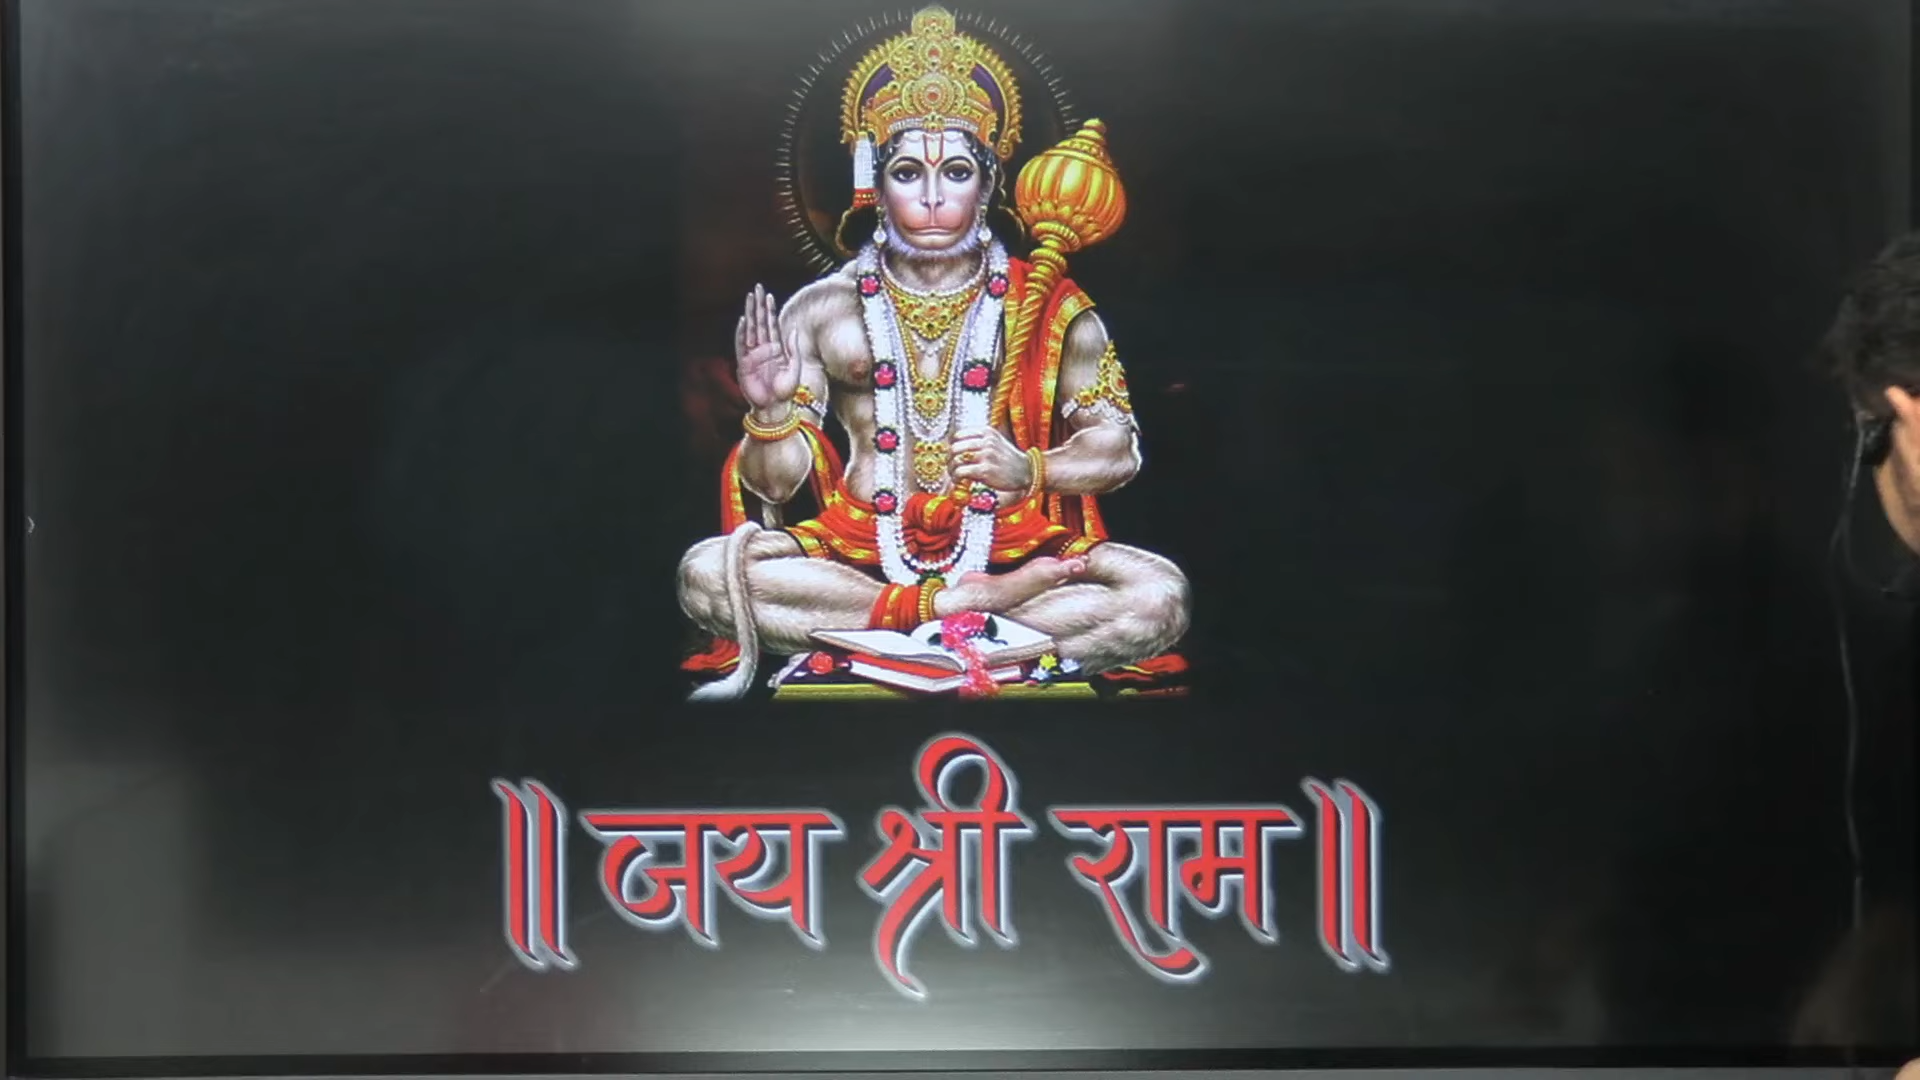 ॥ जय श्री राम ॥